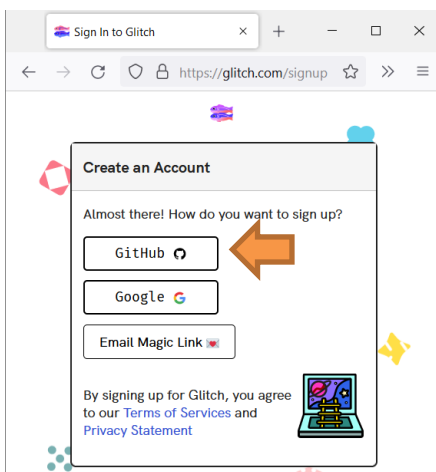 Sign In to Glitch
https://glitch.com/signup
Create an Account
Almost there! How do you want to sign up?
GitHub
Google
Email Magic Link
By signing up for Glitch, you agree
to our Terms of Services and
Privacy Statement